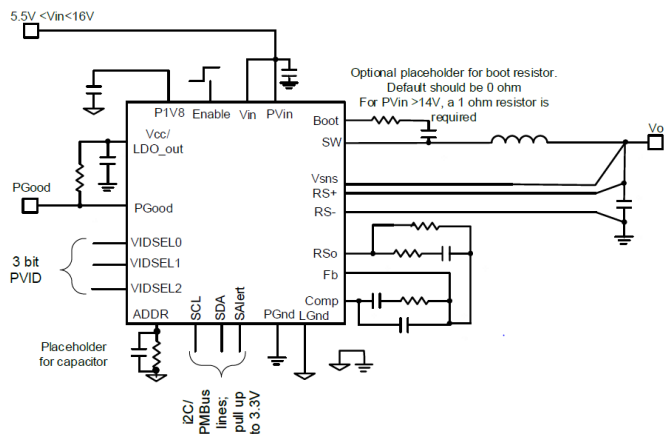 5.5V <Vin<16V
Optional placeholder for boot resistor.
Default should be 0 ohm
For PVin >14V, a 1 ohm resistor is
required
P1V8
Enable
Vin
PVin
Boot
Vcc/
LDO_out
SW
Vo
Vsns
RS+
RS-
PGood
PGood
3 bit
PVID
VIDSEL0
VIDSEL1
VIDSEL2
RSo
Fb
Comp
ADDR
SCL
SDA
SAlert
PGnd
LGnd
Placeholder
for capacitor
i2C/
PMBus
lines;
pull up
to 3.3V